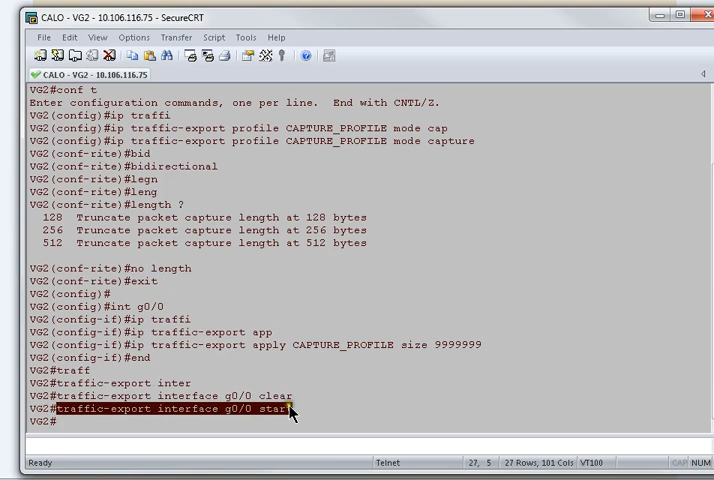 CALO - VG2 - 10.106.116.75 - SecureCRT
File Edit View Options Transfer Script Tools Help
CALO - VG2 - 10.106.116.75
VG2#conf t
Enter configuration commands, one per line.  End with CNTL/Z.
VG2(config)#ip traffi
VG2(config)#ip traffic-export profile CAPTURE_PROFILE mode cap
VG2(config)#ip traffic-export profile CAPTURE_PROFILE mode capture
VG2(conf-rite)#bid
VG2(conf-rite)#bidirectional
VG2(conf-rite)#legn
VG2(conf-rite)#leng
VG2(conf-rite)#length ?
128  Truncate packet capture length at 128 bytes
256  Truncate packet capture length at 256 bytes
512  Truncate packet capture length at 512 bytes
VG2(conf-rite)#no length
VG2(conf-rite)#exit
VG2(config)#
VG2(config)#int g0/0
VG2(config-if)#ip traffi
VG2(config-if)#ip traffic-export app
VG2(config-if)#ip traffic-export apply CAPTURE_PROFILE size 9999999
VG2(config-if)#end
VG2#traff
VG2#traffic-export inter
VG2#traffic-export interface g0/0 clear
VG2#traffic-export interface g0/0 start
VG2#
Ready Telnet 27, 5 27 Rows, 101 Cols VT100 CAP NUM